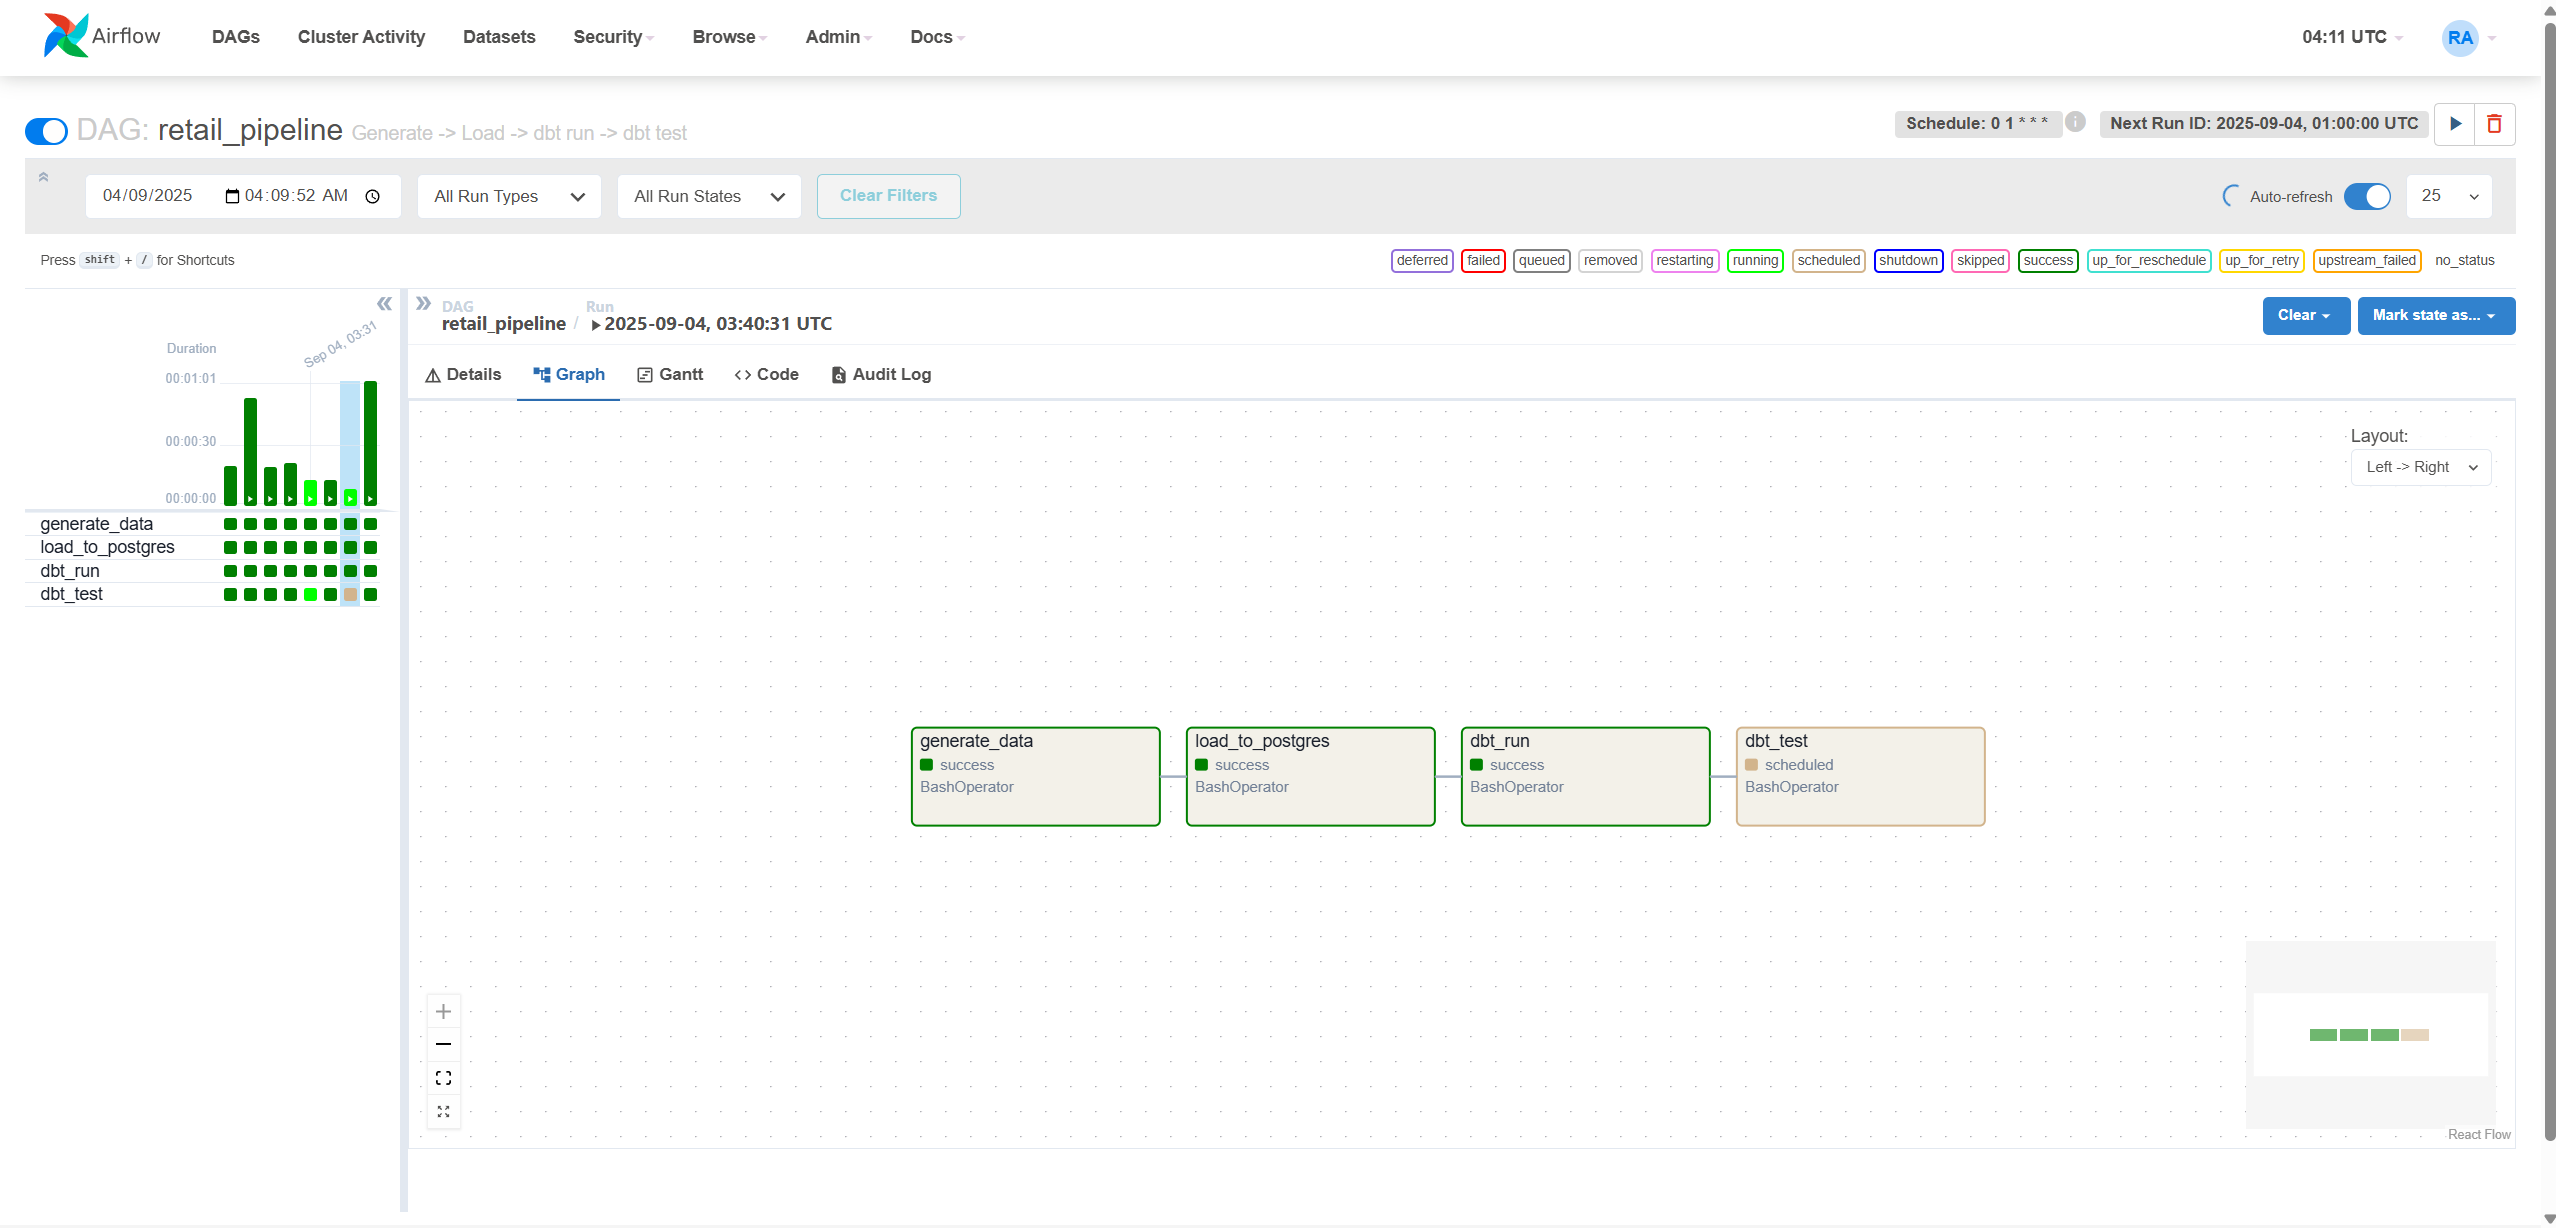 Airflow DAGs Cluster Activity Datasets Security Browse Admin Docs 04:11 UTC RA
DAG: retail_pipeline Generate -> Load -> dbt run -> dbt test Schedule: 0 1 * * * i Next Run ID: 2025-09-04, 01:00:00 UTC
04/09/2025 04:09:52 AM All Run Types All Run States Clear Filters Auto-refresh 25
Press shift + / for Shortcuts deferred failed queued removed restarting running scheduled shutdown skipped success up_for_reschedule up_for_retry upstream_failed no_status
DAG Run
retail_pipeline / 2025-09-04, 03:40:31 UTC Clear Mark state as...
Sep 04, 03:31
Duration
00:01:01
00:00:30
00:00:00
generate_data
load_to_postgres
dbt_run
dbt_test
Details Graph Gantt Code Audit Log
Layout:
Left -> Right
generate_data
success
BashOperator
load_to_postgres
success
BashOperator
dbt_run
success
BashOperator
dbt_test
scheduled
BashOperator
React Flow